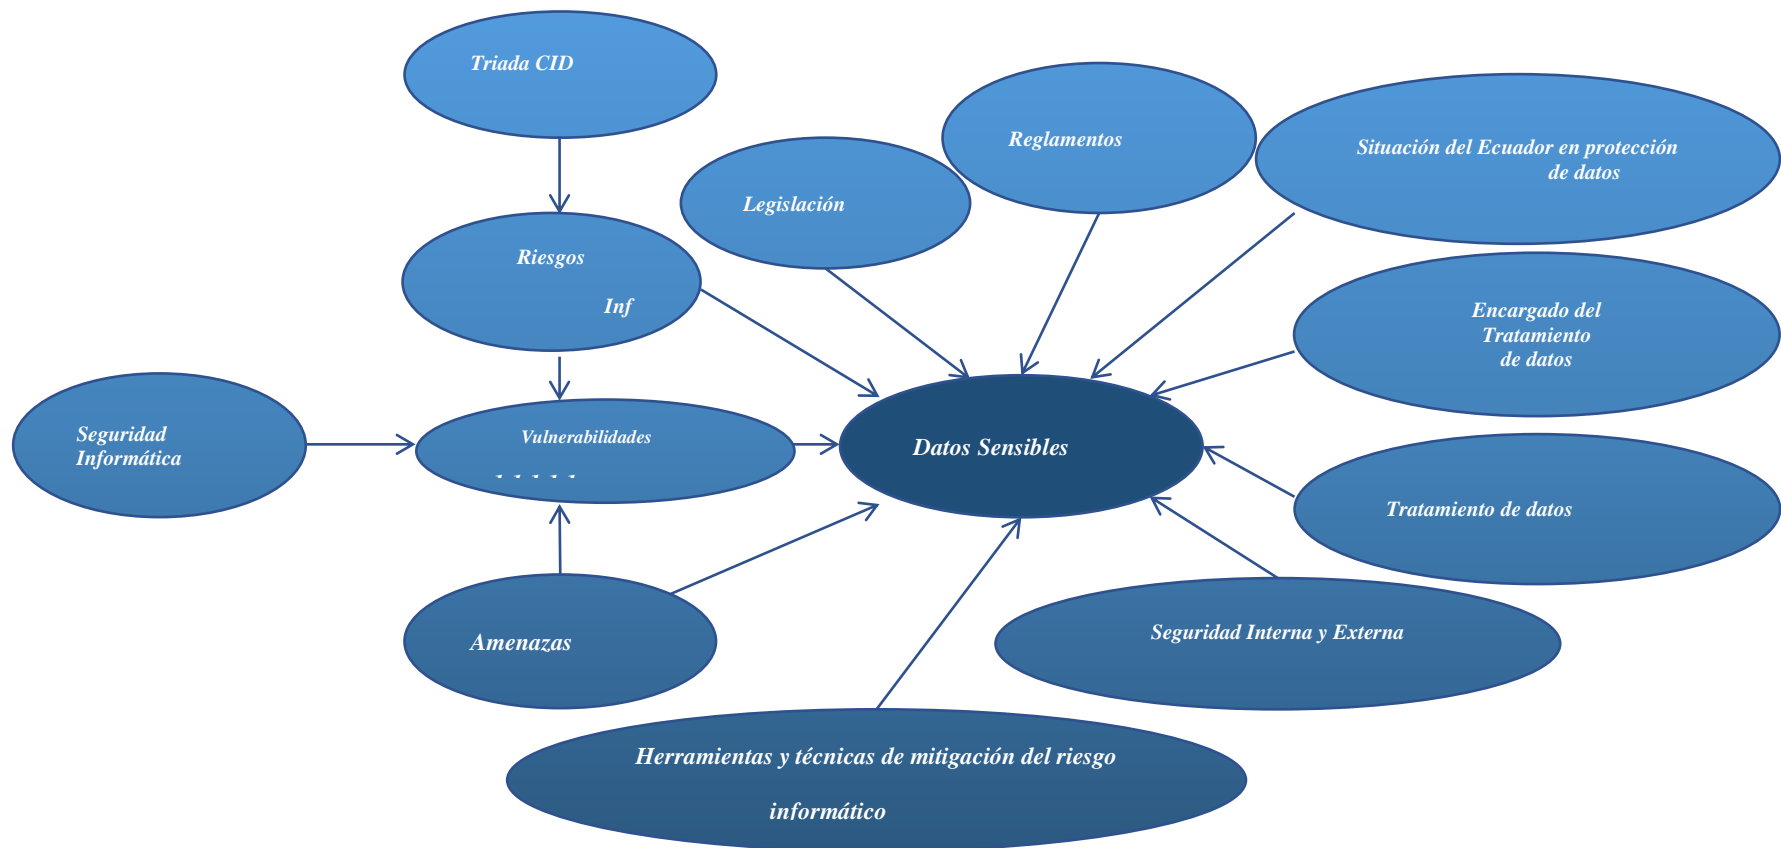 Triada CID
Reglamentos
Situación del Ecuador en protección
de datos
Legislación
Riesgos
Inf
Encargado del
Tratamiento
de datos
Seguridad
Informática
Vulnerabilidades
Datos Sensibles
Tratamiento de datos
Amenazas
Seguridad Interna y Externa
Herramientas y técnicas de mitigación del riesgo
informático